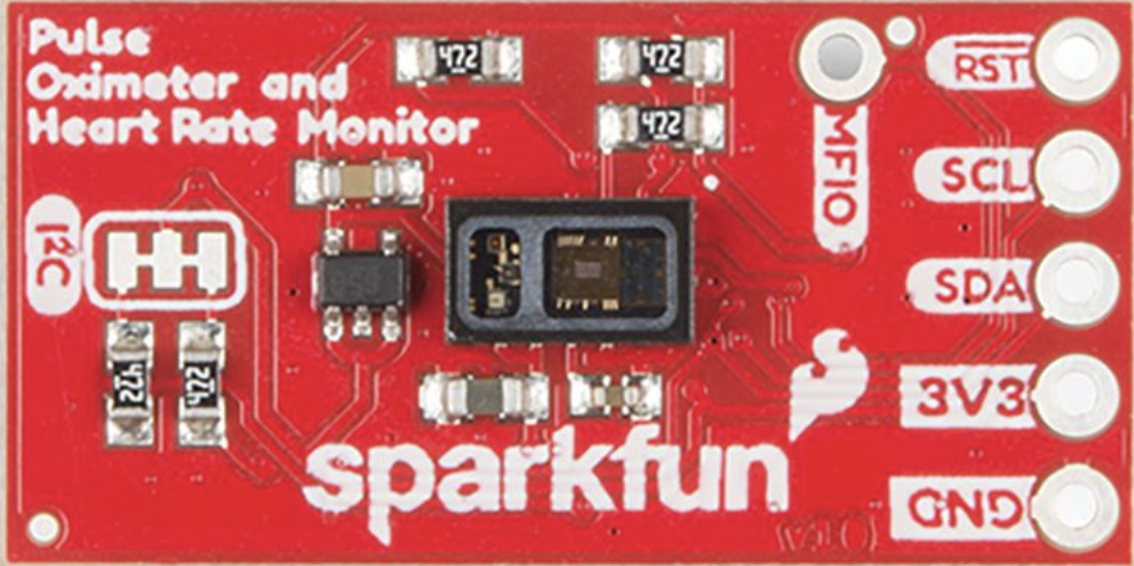 Pulse
Oximeter and
Heart Rate Monitor
472
472
472
RST
MFIO
SCL
I²C
SDA
472
472
3V3
sparkfun
GND